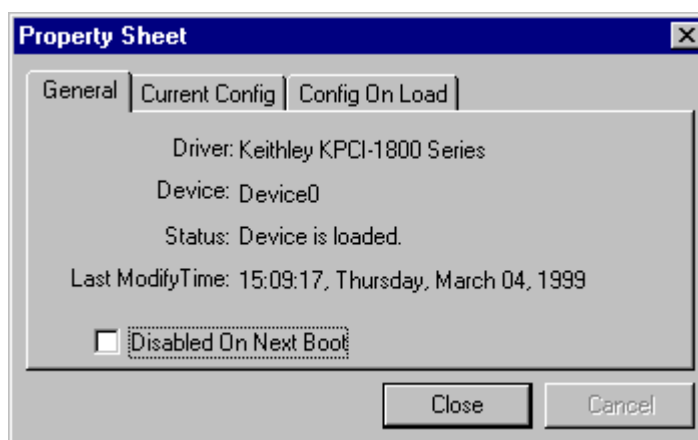 Property Sheet
General Current Config Config On Load
Driver: Keithley KPCI-1800 Series
Device: Device0
Status: Device is loaded.
Last ModifyTime: 15:09:17, Thursday, March 04, 1999
Disabled On Next Boot
Close Cancel